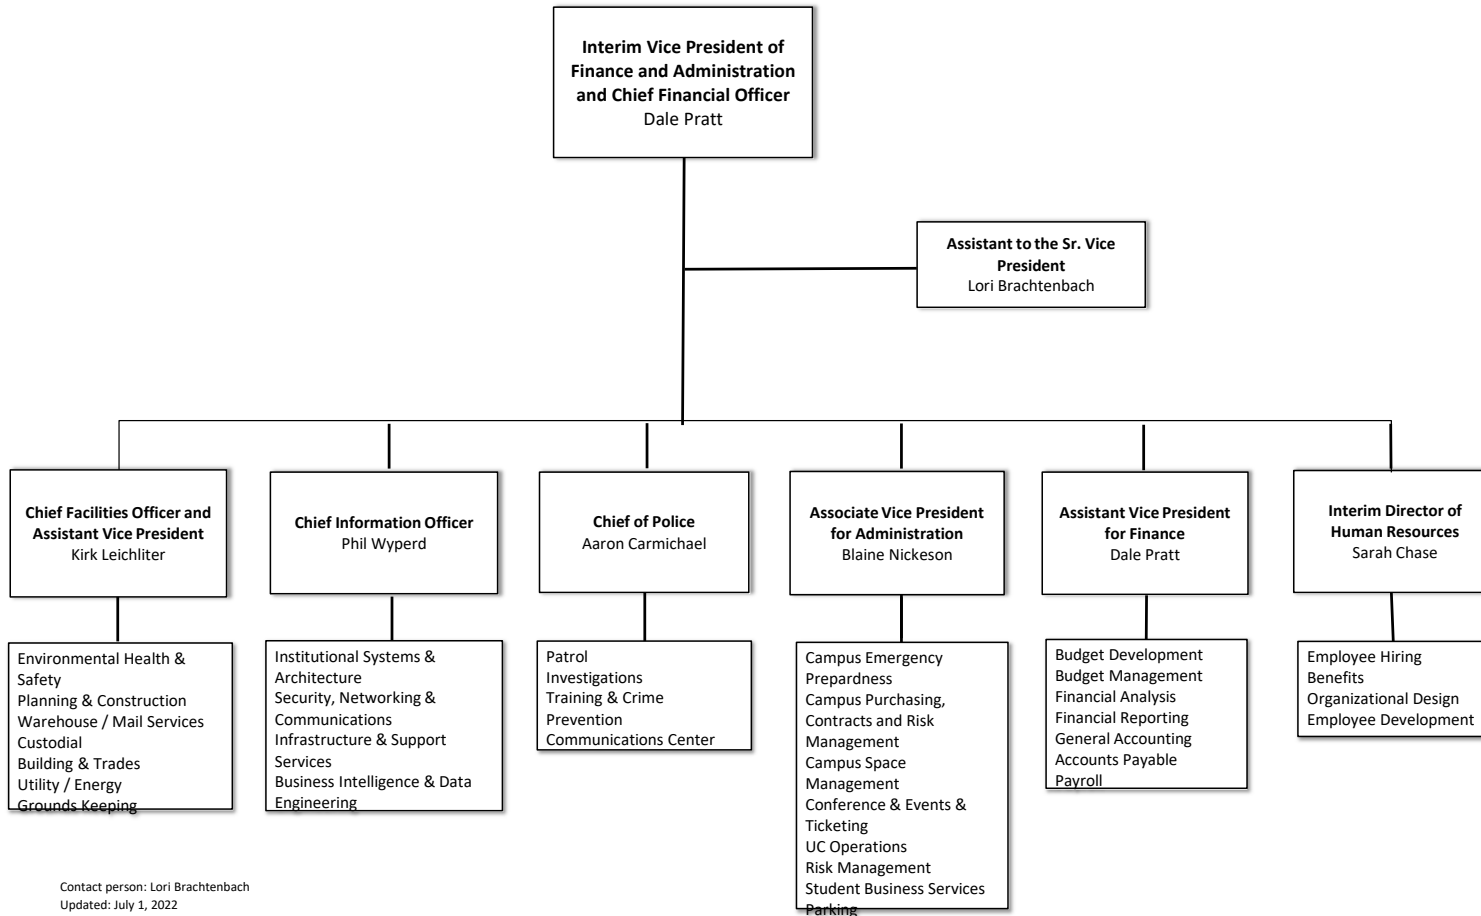 Interim Vice President of
Finance and Administration
and Chief Financial Officer
Dale Pratt
Assistant to the Sr. Vice
President
Lori Brachtenbach
Chief Facilities Officer and
Assistant Vice President
Kirk Leichliter
Chief Information Officer
Phil Wyperd
Chief of Police
Aaron Carmichael
Associate Vice President
for Administration
Blaine Nickeson
Assistant Vice President
for Finance
Dale Pratt
Interim Director of
Human Resources
Sarah Chase
Environmental Health &
Safety
Planning & Construction
Warehouse / Mail Services
Custodial
Building & Trades
Utility / Energy
Grounds Keeping
Institutional Systems &
Architecture
Security, Networking &
Communications
Infrastructure & Support
Services
Business Intelligence & Data
Engineering
Patrol
Investigations
Training & Crime
Prevention
Communications Center
Campus Emergency
Prepardness
Campus Purchasing,
Contracts and Risk
Management
Campus Space
Management
Conference & Events &
Ticketing
UC Operations
Risk Management
Student Business Services
Parking
Budget Development
Budget Management
Financial Analysis
Financial Reporting
General Accounting
Accounts Payable
Payroll
Employee Hiring
Benefits
Organizational Design
Employee Development
Contact person: Lori Brachtenbach
Updated: July 1, 2022